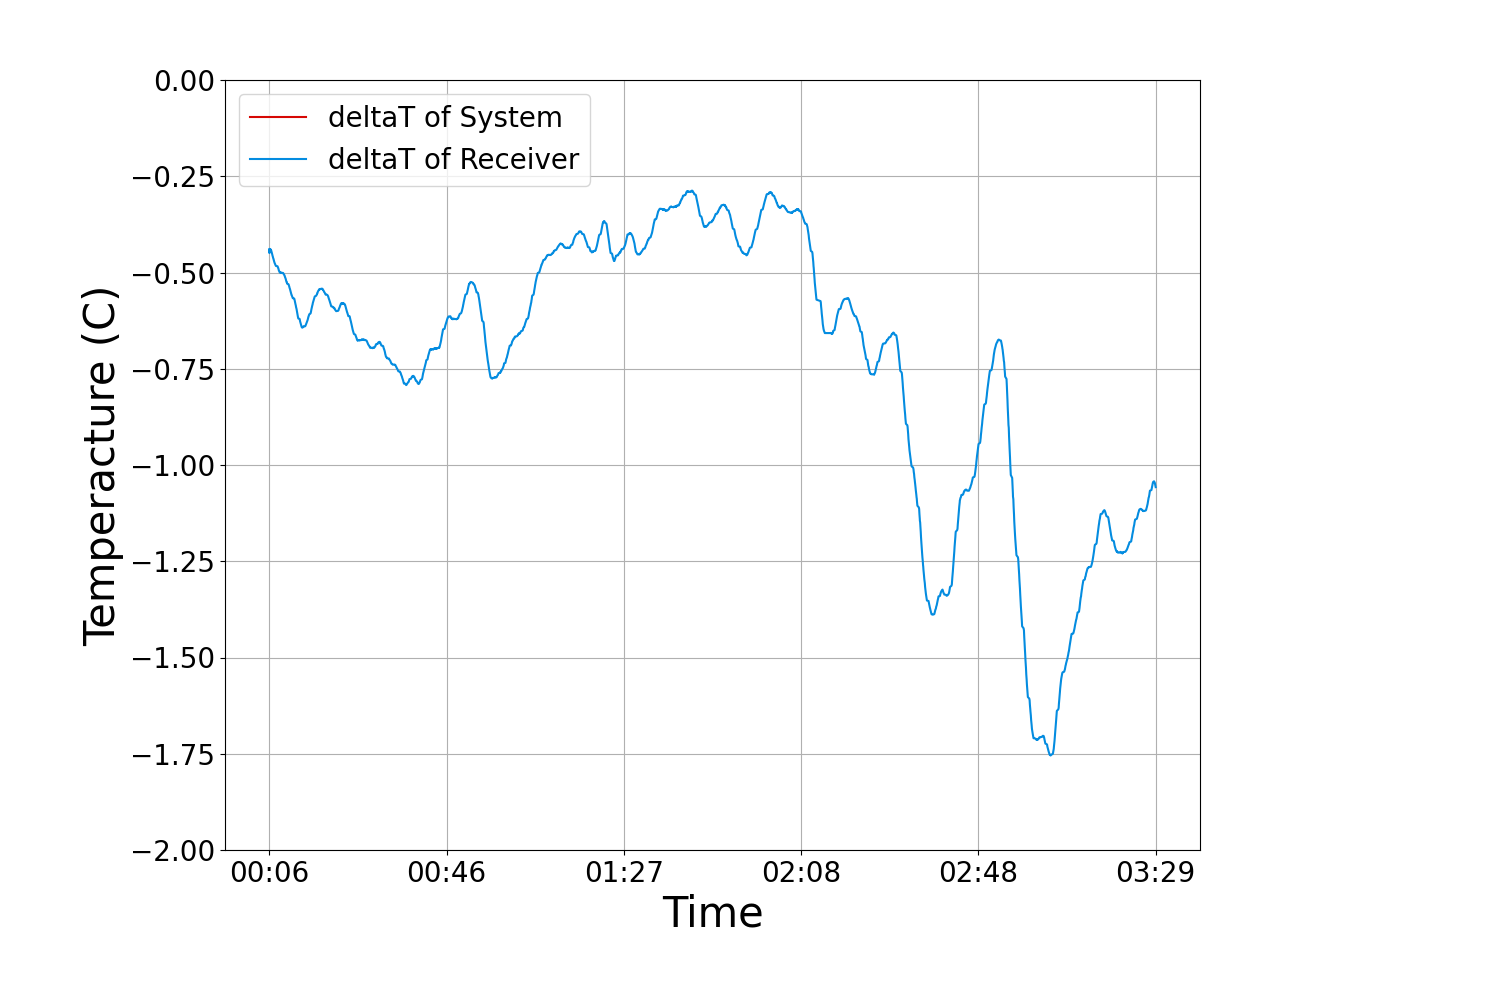 0.00
−0.25
−0.50
−0.75
−1.00
−1.25
−1.50
−1.75
−2.00
Temperacture (C)
deltaT of System
deltaT of Receiver
00:06 00:46 01:27 02:08 02:48 03:29
Time